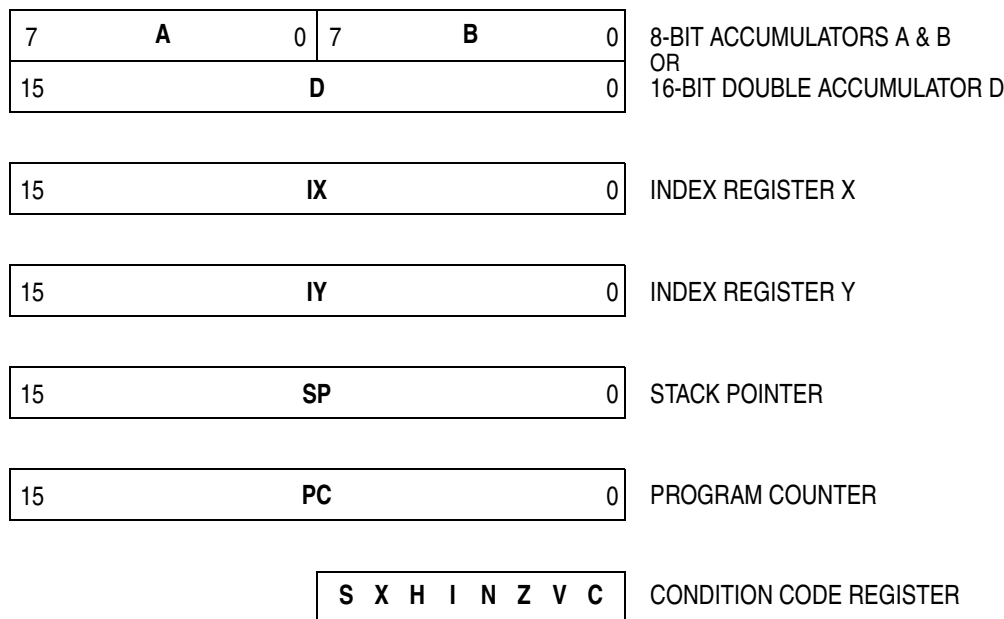 7 A 0 7 B 0 8-BIT ACCUMULATORS A & B
OR
15 D 0 16-BIT DOUBLE ACCUMULATOR D
15 IX 0 INDEX REGISTER X
15 IY 0 INDEX REGISTER Y
15 SP 0 STACK POINTER
15 PC 0 PROGRAM COUNTER
S X H I N Z V C CONDITION CODE REGISTER